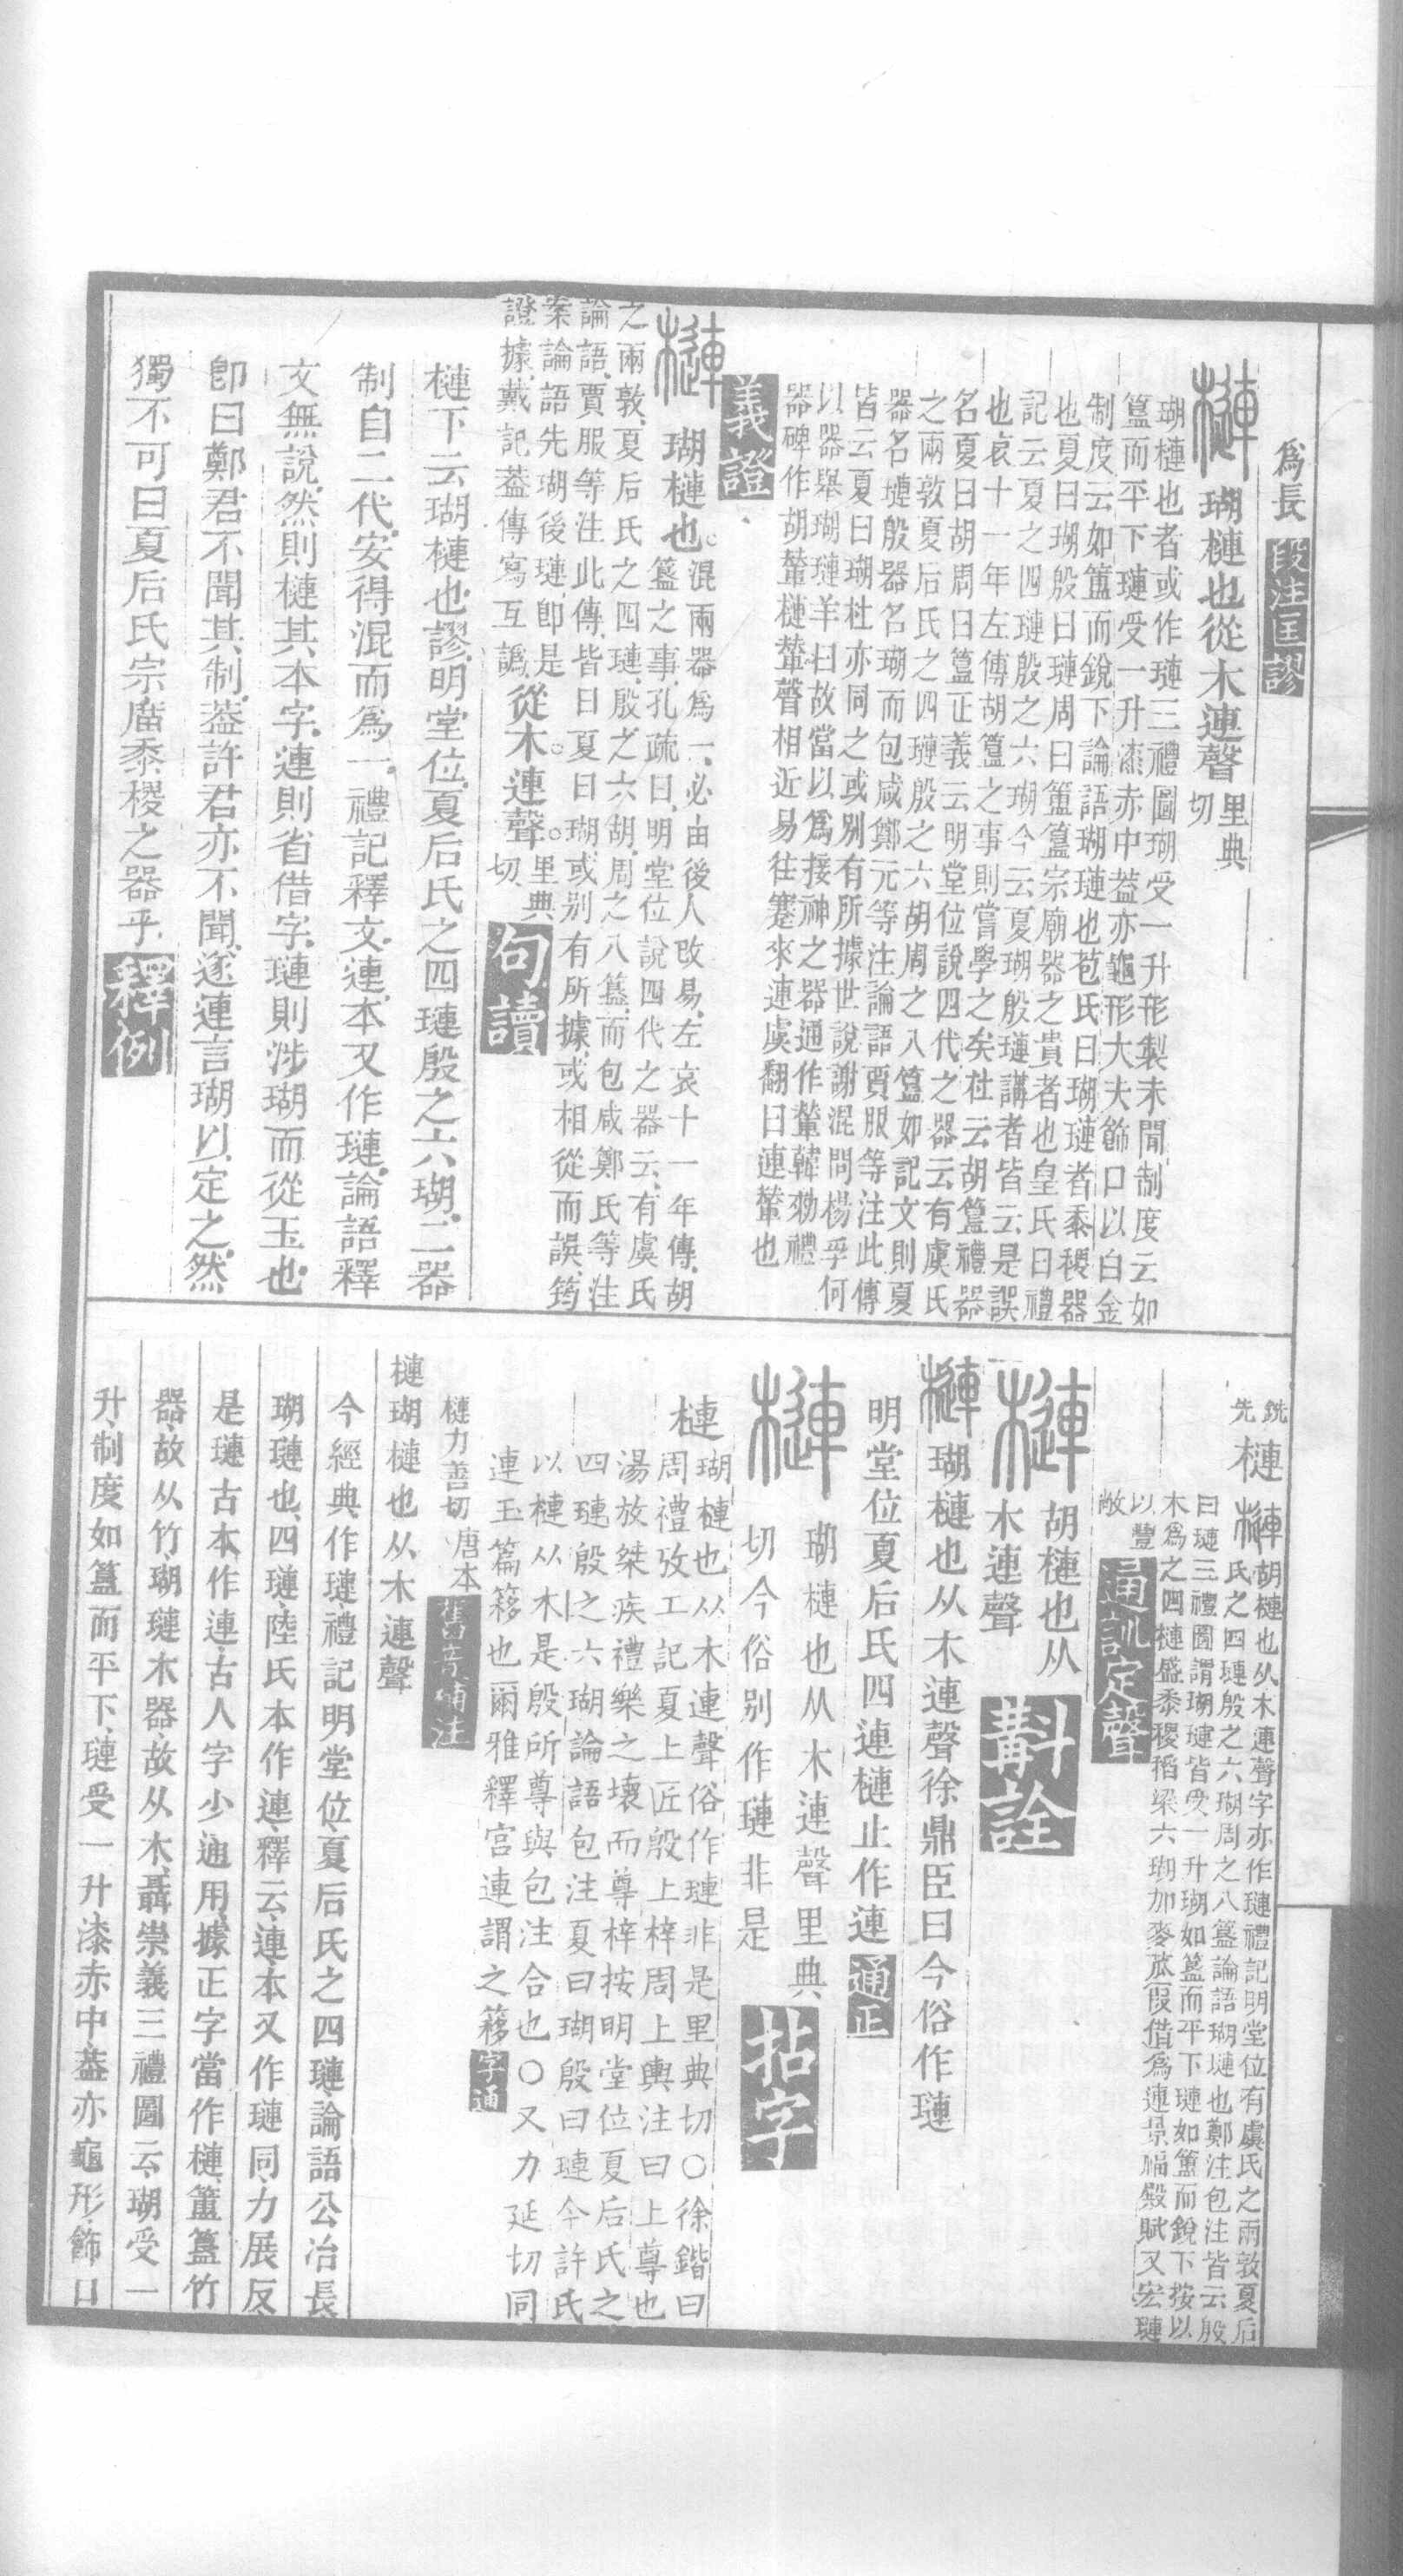 爲長 段注匡謬
槤 瑚槤也從木連聲 里典切
瑚槤也者或作璉三禮圖瑚受一升形製未聞制度云如
簋而平下璉受一升漆赤中葢亦龜形大夫飾口以白金
制度云如簠而銳下論語瑚璉也苞氏曰瑚璉者黍稷器
也夏曰瑚殷曰璉周曰簠簋宗廟器之貴者也皇氏曰禮
記云夏之四璉殷之六瑚今云夏瑚殷璉講者皆云是誤
也哀十一年左傳胡簋之事則嘗學之矣杜云胡簋禮器
名夏曰胡周曰簋正義云明堂位說四代之器云有虞氏
之兩敦夏后氏之四璉殷之六胡周之八簋如記文則夏
器名璉殷器名瑚而包咸鄭元等注論語賈服等注此傳
皆云夏曰瑚杜亦同之或別有所據世說謝混問楊孚何
以器舉瑚璉羊曰故當以爲接神之器通作輦韓勑禮
器碑作胡輦槤輦聲相近易往蹇來連虞翻曰連輦也
義證
槤 瑚槤也。混兩器爲一、必由後人改易、左哀十一年傳、胡
簋之事、孔疏曰、明堂位說四代之器云、有虞氏
之兩敦、夏后氏之四璉、殷之六胡、周之八簋、而包咸鄭氏等注
論語、賈服等注此傳、皆曰夏曰瑚、或别有所據、或相從而誤、筠
案論語先瑚後璉、卽是
證據、戴記葢傳寫互譌、從木。連聲。里典切 句讀
槤下云瑚槤也、謬、明堂位、夏后氏之四璉、殷之六瑚、二器
制自二代、安得混而爲一、禮記釋文、連、本又作璉、論語釋
文無說、然則槤其本字、連則省借字、璉則涉瑚而從玉也、
卽曰鄭君不聞其制、葢許君亦不聞、遂連言瑚以定之、然
獨不可曰夏后氏宗廟黍稷之器乎、釋例
銑先 槤 槤 胡槤也从木連聲字亦作璉禮記明堂位有虞氏之兩敦夏后
氏之四璉殷之六瑚周之八簋論語瑚璉也鄭注包注皆云殷
曰璉三禮圖謂瑚璉皆受一升瑚如簋而平下璉如簠而銳下按以
木爲之四槤盛黍稷稻粱六瑚加麥苽假借爲連景福殿賦又宏璉
以豐敞 通訓定聲
槤 胡槤也从
木連聲 斠詮
槤瑚槤也从木連聲徐鼎臣曰今俗作璉
明堂位夏后氏四連槤止作連 通正
槤 瑚槤也从木連聲里典
切今俗别作璉非是 拈字
槤 瑚槤也从木連聲俗作璉非是里典切○徐鍇曰
周禮攷工記夏上匠殷上梓周上輿注曰上尊也
湯放桀疾禮樂之壞而尊梓按明堂位夏后氏之
四璉殷之六瑚論語包注夏曰瑚殷曰璉今許氏
以槤从木是殷所尊與包注合也○又力延切同
連玉篇簃也爾雅釋宮連謂之簃 字通
槤力善切 唐本 舊音補注
槤瑚槤也从木連聲
今經典作璉、禮記明堂位、夏后氏之四璉、論語公冶長、
瑚璉也、四璉、陸氏本作連、釋云、連、本又作璉、同、力展反、
是璉古本作連、古人字少通用、據正字當作槤、簠簋竹
器、故从竹、瑚璉木器、故从木、聶崇義三禮圖云、瑚受一
升、制度如簋而平下、璉受一升、漆赤中、葢亦龜形、飾口